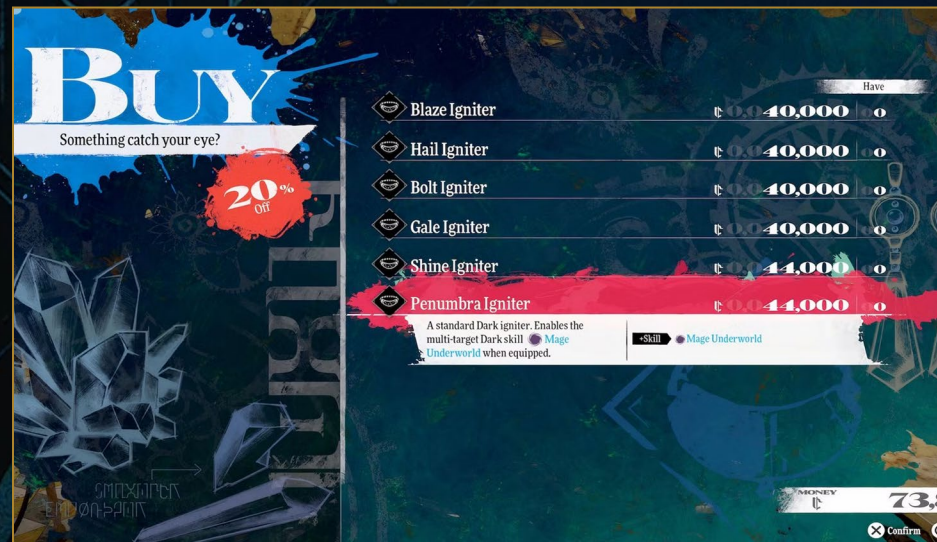 BUY
Something catch your eye?
20%
Off
Have
Blaze Igniter 40,000 0
Hail Igniter 40,000 0
Bolt Igniter 40,000 0
Gale Igniter 40,000 0
Shine Igniter 44,000 0
Penumbra Igniter 44,000 0
A standard Dark igniter. Enables the
multi-target Dark skill Mage
Underworld when equipped.
+Skill Mage Underworld
MONEY
73,
Confirm